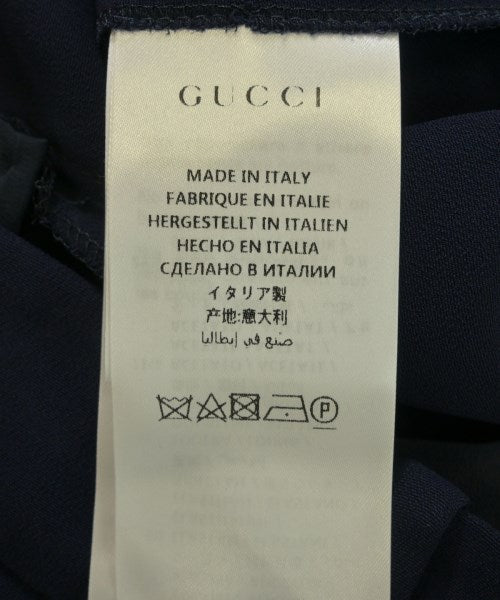 GUCCI
MADE IN ITALY
FABRIQUE EN ITALIE
HERGESTELLT IN ITALIEN
HECHO EN ITALIA
СДЕЛАНО В ИТАЛИИ
イタリア製
产地:意大利
صنع في إيطاليا
P